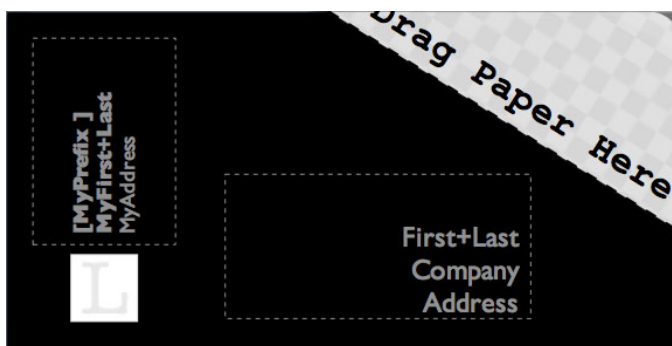 Drag Paper Here
[MyPrefix ]
MyFirst+Last
MyAddress
L
First+Last
Company
Address